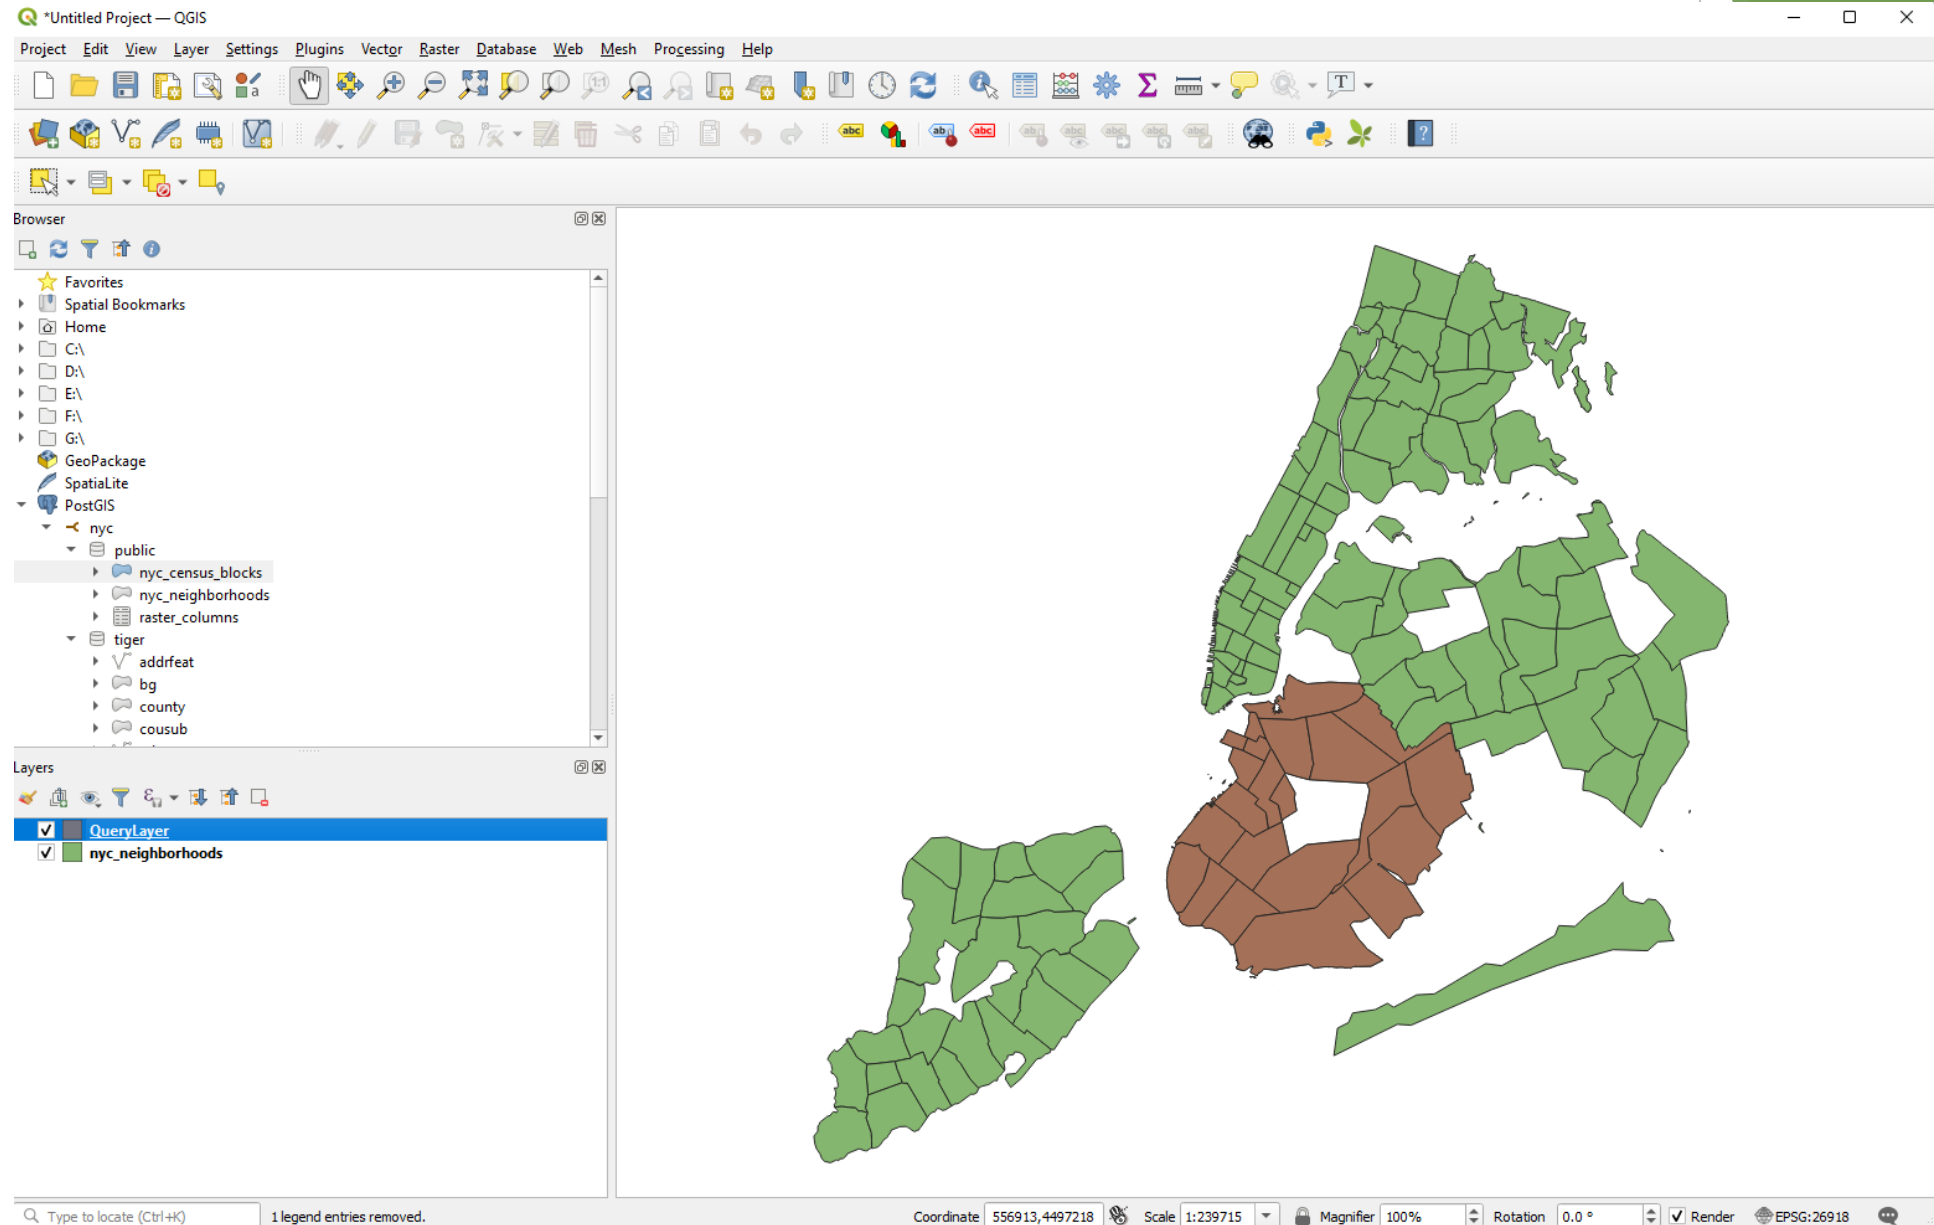 *Untitled Project — QGIS
Project Edit View Layer Settings Plugins Vector Raster Database Web Mesh Processing Help
Browser
Favorites
Spatial Bookmarks
Home
C:\
D:\
E:\
F:\
G:\
GeoPackage
SpatiaLite
PostGIS
nyc
public
nyc_census_blocks
nyc_neighborhoods
raster_columns
tiger
addrfeat
bg
county
cousub
Layers
QueryLayer
nyc_neighborhoods
Type to locate (Ctrl+K) 1 legend entries removed. Coordinate 556913,4497218 Scale 1:239715 Magnifier 100% Rotation 0.0 ° Render EPSG:26918